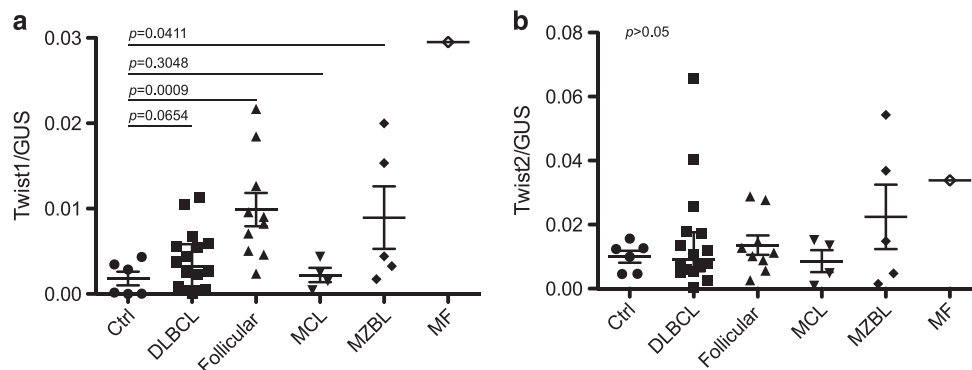 a
p=0.0411
p=0.3048
p=0.0009
p=0.0654
Twist1/GUS
0.03
0.02
0.01
0.00
Ctrl
DLBCL
Follicular
MCL
MZBL
MF
b
p>0.05
Twist2/GUS
0.08
0.06
0.04
0.02
0.00
Ctrl
DLBCL
Follicular
MCL
MZBL
MF